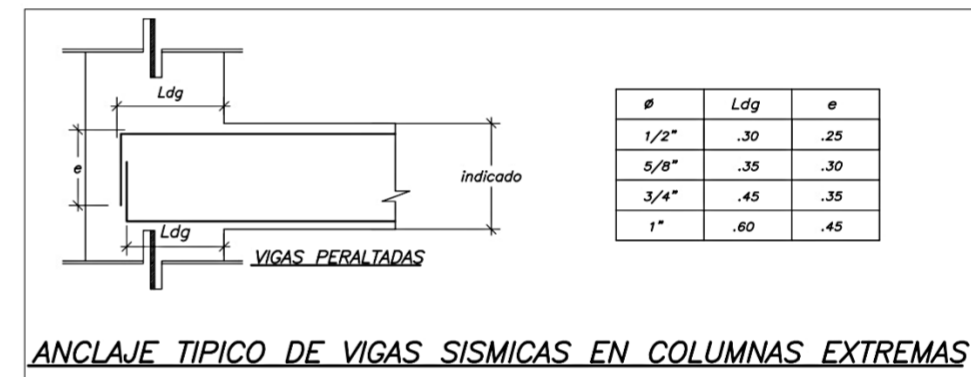 Ldg
e
indicado
Ldg
VIGAS PERALTADAS
ø Ldg e
1/2" .30 .25
5/8" .35 .30
3/4" .45 .35
1" .60 .45
ANCLAJE TIPICO DE VIGAS SISMICAS EN COLUMNAS EXTREMAS